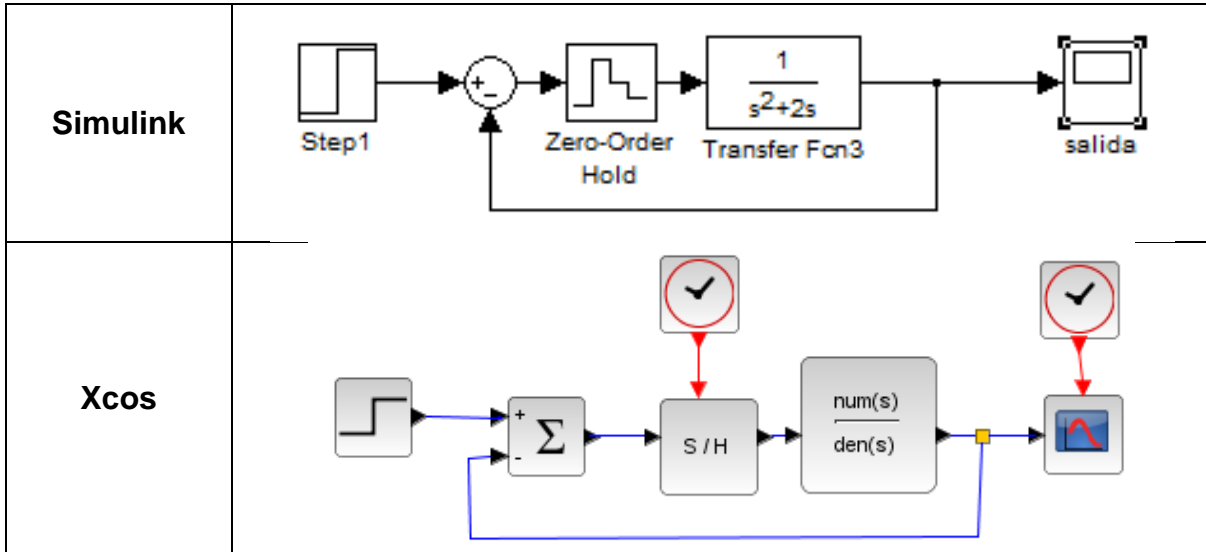 Simulink
Step1
+
−
Zero-Order
Hold
1
s²+2s
Transfer Fcn3
salida
Xcos
+
-
Σ
S / H
num(s)
den(s)